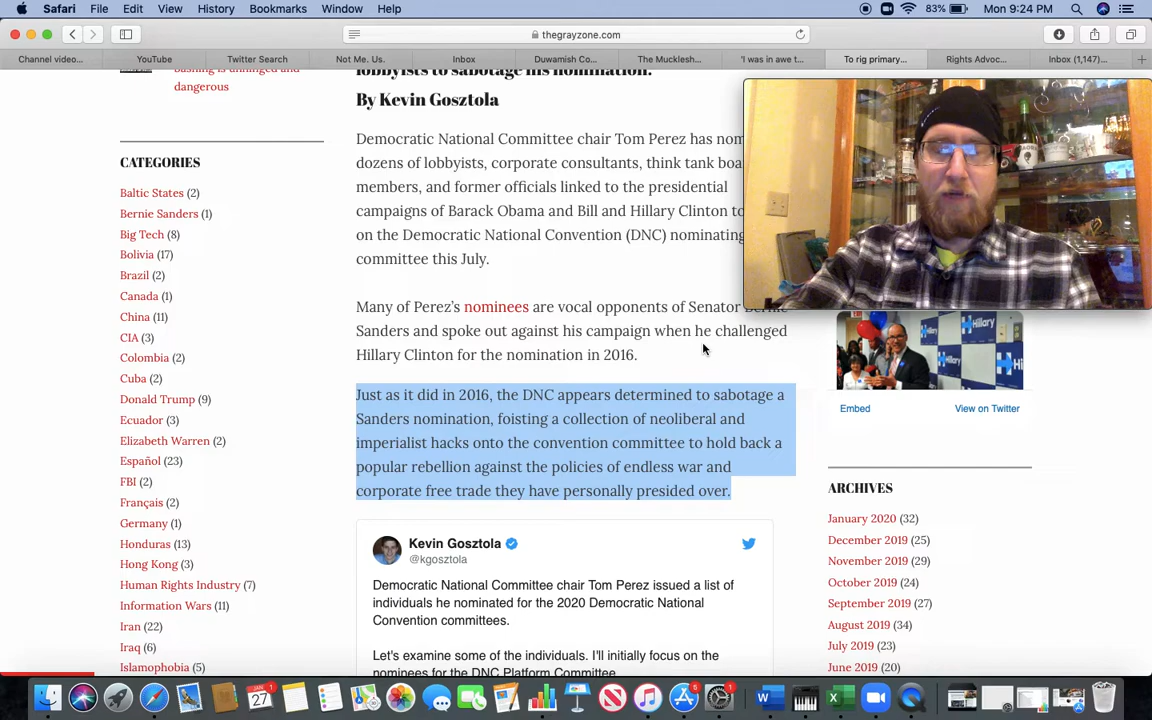 Safari File Edit View History Bookmarks Window Help 83% Mon 9:24 PM
thegrayzone.com
Channel video... YouTube Twitter Search Not Me. Us. Inbox Duwamish Co... The Mucklesh... 'I was in awe t... To rig primary... Rights Advoc... Inbox (1,147)...
bashing is unhinged and
dangerous
CATEGORIES
Baltic States (2)
Bernie Sanders (1)
Big Tech (8)
Bolivia (17)
Brazil (2)
Canada (1)
China (11)
CIA (3)
Colombia (2)
Cuba (2)
Donald Trump (9)
Ecuador (3)
Elizabeth Warren (2)
Español (23)
FBI (2)
Français (2)
Germany (1)
Honduras (13)
Hong Kong (3)
Human Rights Industry (7)
Information Wars (11)
Iran (22)
Iraq (6)
Islamophobia (5)
lobbyists to sabotage his nomination.
By Kevin Gosztola
Democratic National Committee chair Tom Perez has nom
dozens of lobbyists, corporate consultants, think tank boa
members, and former officials linked to the presidential
campaigns of Barack Obama and Bill and Hillary Clinton to
on the Democratic National Convention (DNC) nominating
committee this July.
Many of Perez's nominees are vocal opponents of Senator Bernie
Sanders and spoke out against his campaign when he challenged
Hillary Clinton for the nomination in 2016.
Just as it did in 2016, the DNC appears determined to sabotage a
Sanders nomination, foisting a collection of neoliberal and
imperialist hacks onto the convention committee to hold back a
popular rebellion against the policies of endless war and
corporate free trade they have personally presided over.
Kevin Gosztola
@kgosztola
Democratic National Committee chair Tom Perez issued a list of
individuals he nominated for the 2020 Democratic National
Convention committees.
Let's examine some of the individuals. I'll initially focus on the
nominees for the DNC Platform Committee
Hillary
Embed View on Twitter
ARCHIVES
January 2020 (32)
December 2019 (25)
November 2019 (29)
October 2019 (24)
September 2019 (27)
August 2019 (34)
July 2019 (23)
June 2019 (20)